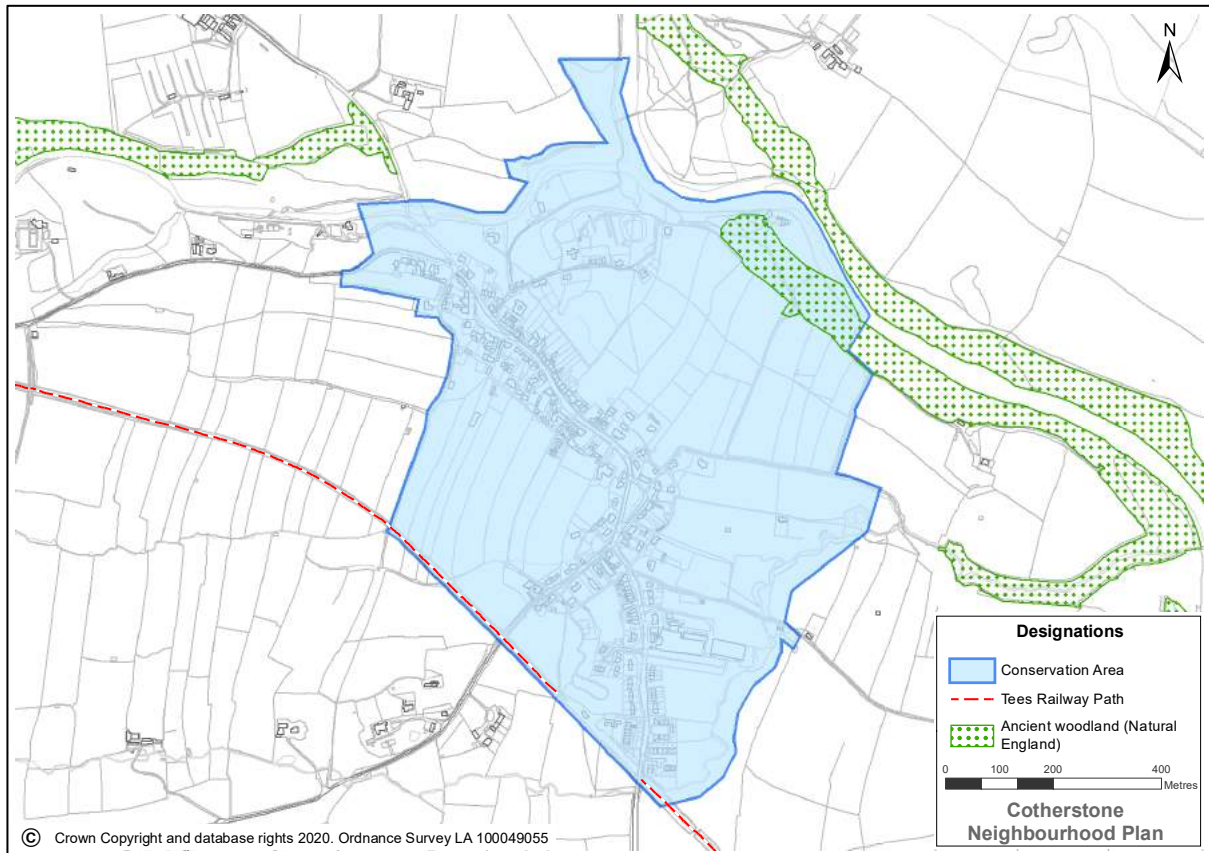 N
Designations
Conservation Area
Tees Railway Path
Ancient woodland (Natural
England)
0 100 200 400
Metres
Cotherstone
Neighbourhood Plan
© Crown Copyright and database rights 2020. Ordnance Survey LA 100049055